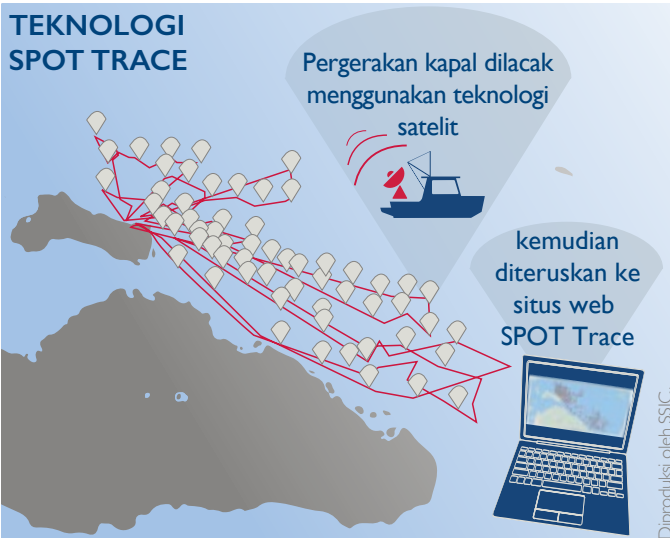 TEKNOLOGI
SPOT TRACE
Pergerakan kapal dilacak
menggunakan teknologi
satelit
kemudian
diteruskan ke
situs web
SPOT Trace
Diproduksi oleh SSIC